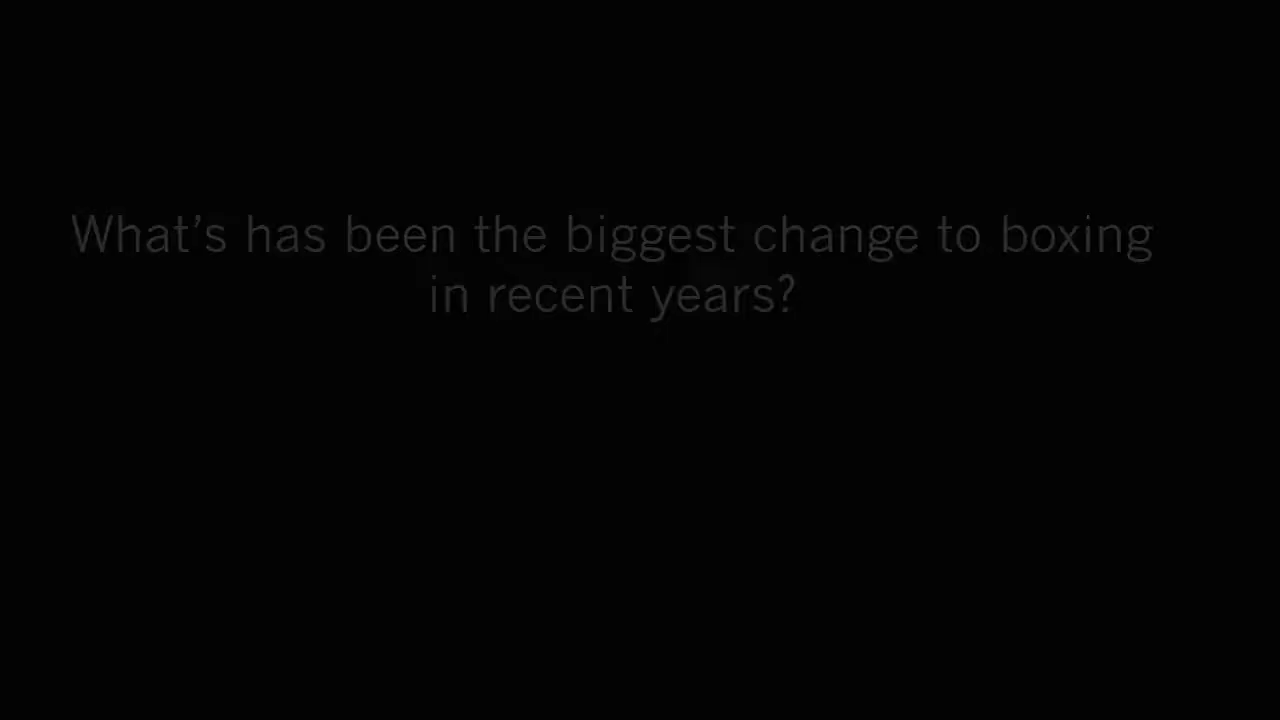 What’s has been the biggest change to boxing
in recent years?